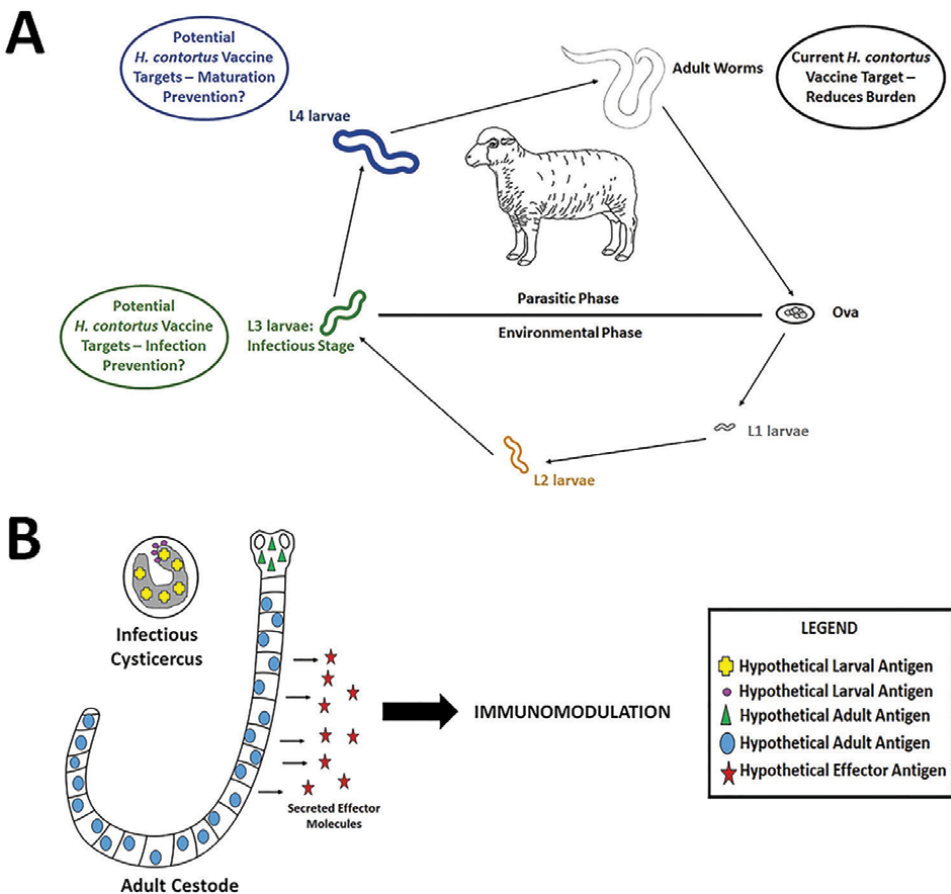 A
Potential
H. contortus Vaccine
Targets – Maturation
Prevention?
L4 larvae
Adult Worms
Current H. contortus
Vaccine Target –
Reduces Burden
Potential
H. contortus Vaccine
Targets – Infection
Prevention?
L3 larvae:
Infectious Stage
Parasitic Phase
Environmental Phase
Ova
L1 larvae
L2 larvae
B
Infectious
Cysticercus
Adult Cestode
Secreted Effector
Molecules
IMMUNOMODULATION
LEGEND
Hypothetical Larval Antigen
Hypothetical Larval Antigen
Hypothetical Adult Antigen
Hypothetical Adult Antigen
Hypothetical Effector Antigen